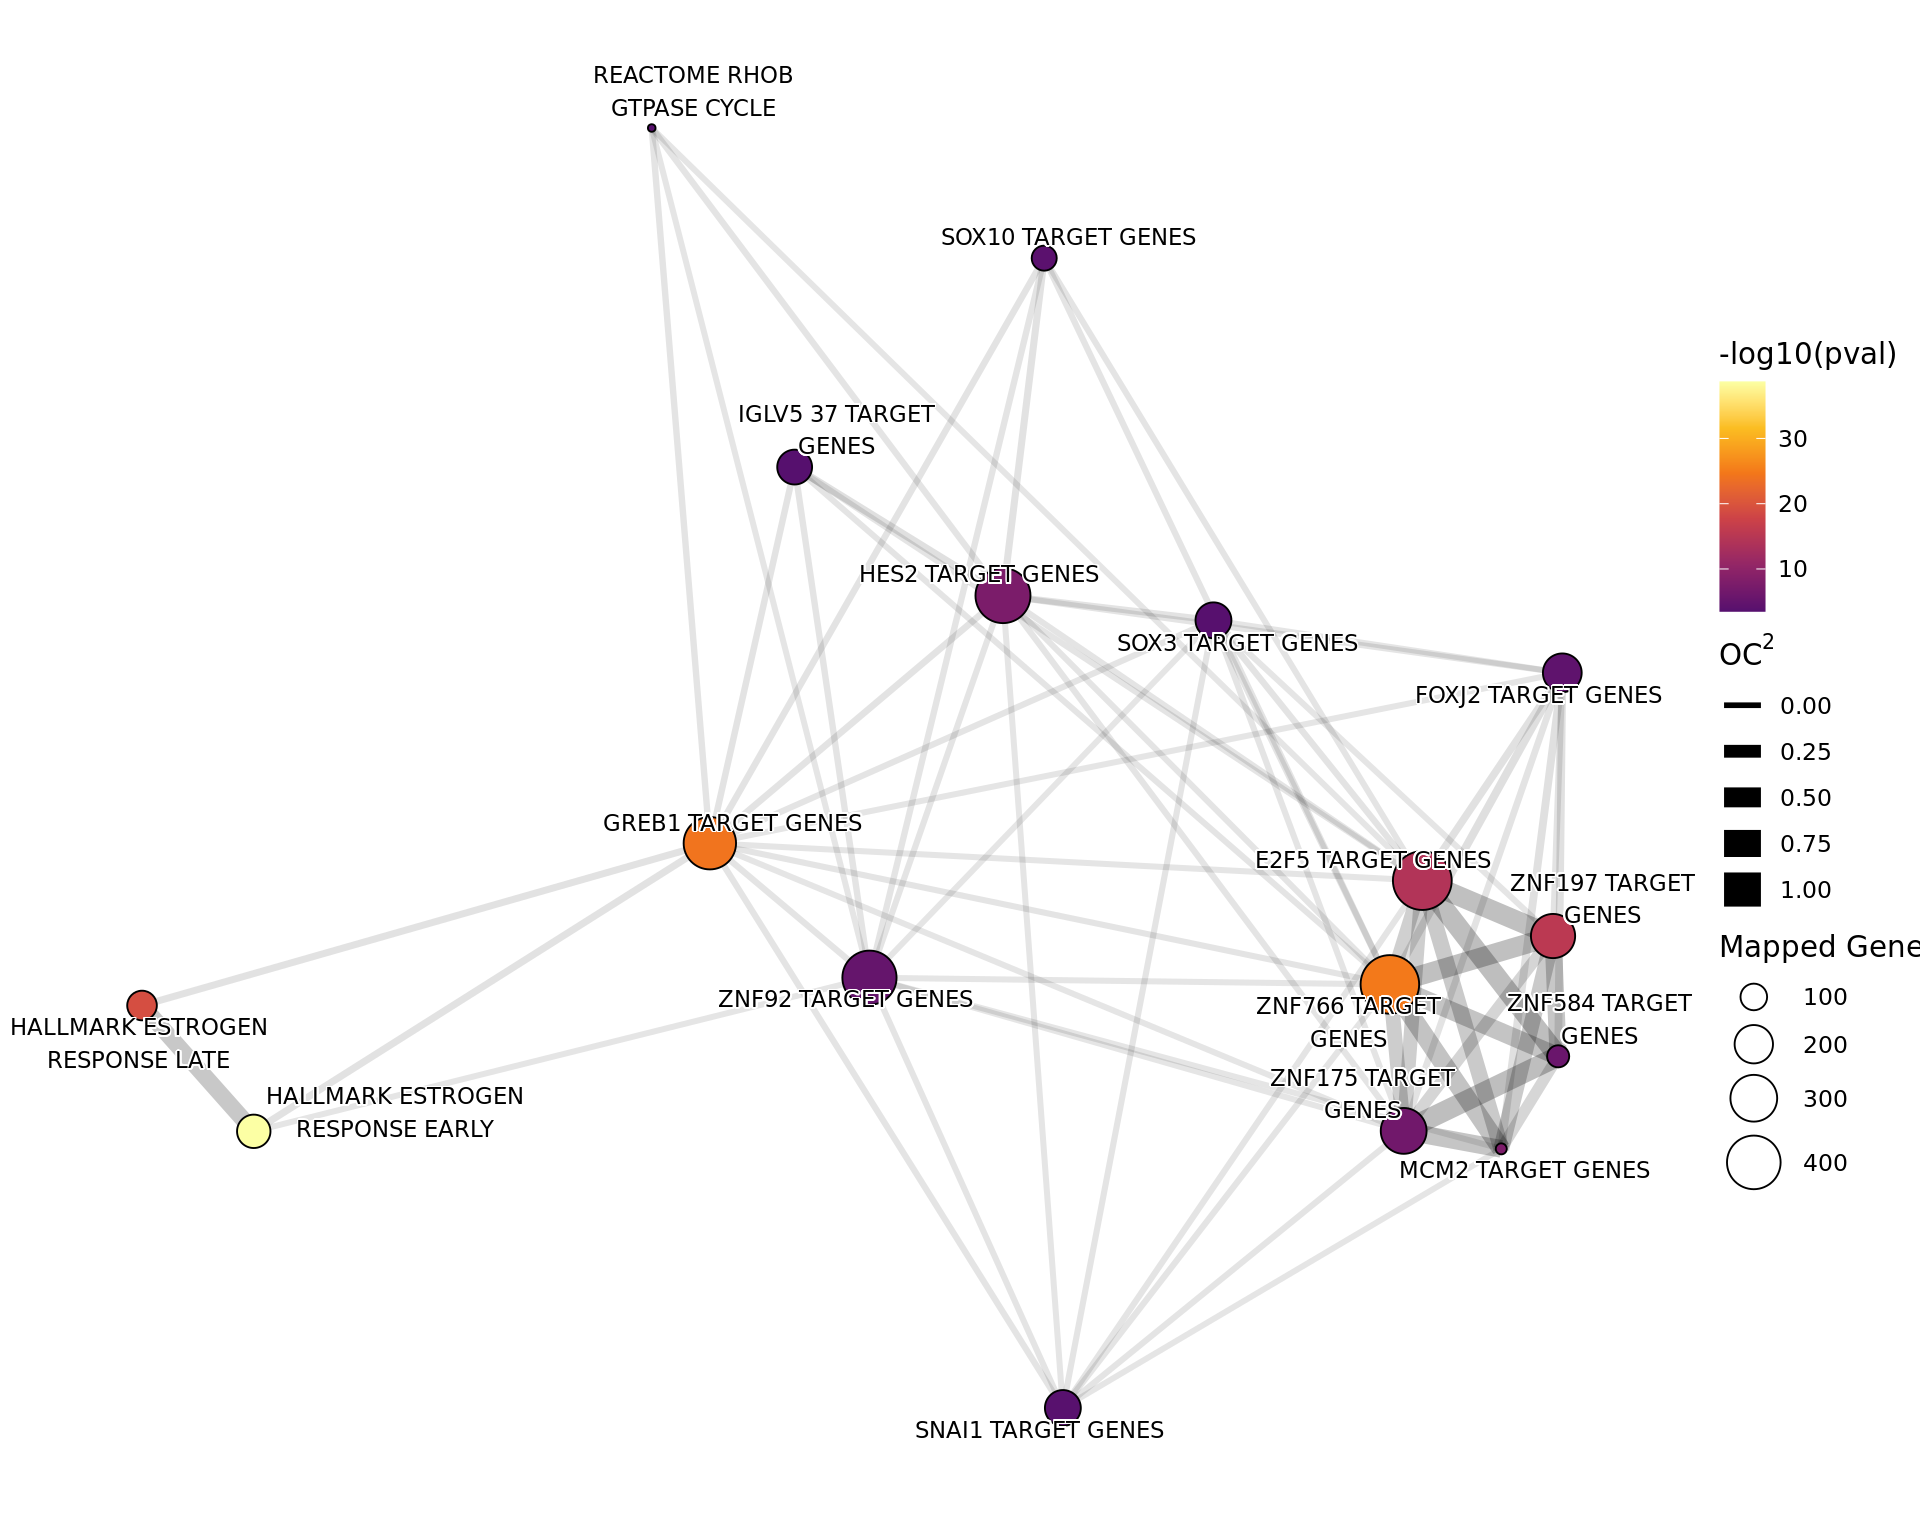 REACTOME RHOB
GTPASE CYCLE
SOX10 TARGET GENES
IGLV5 37 TARGET
GENES
HES2 TARGET GENES
SOX3 TARGET GENES
FOXJ2 TARGET GENES
GREB1 TARGET GENES
E2F5 TARGET GENES
ZNF197 TARGET
GENES
ZNF92 TARGET GENES
ZNF766 TARGET
GENES
ZNF584 TARGET
GENES
HALLMARK ESTROGEN
RESPONSE LATE
HALLMARK ESTROGEN
RESPONSE EARLY
ZNF175 TARGET
GENES
MCM2 TARGET GENES
SNAI1 TARGET GENES
-log10(pval)
30
20
10
OC²
0.00
0.25
0.50
0.75
1.00
Mapped Gene
100
200
300
400